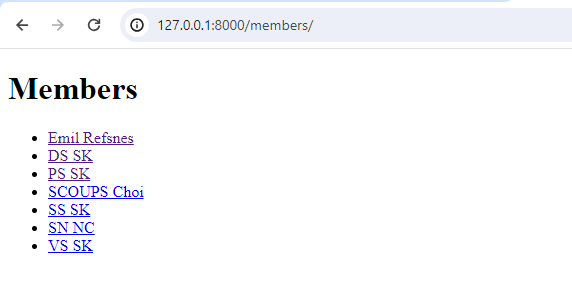 127.0.0.1:8000/members/
Members
Emil Refsnes
DS SK
PS SK
SCOUPS Choi
SS SK
SN NC
VS SK